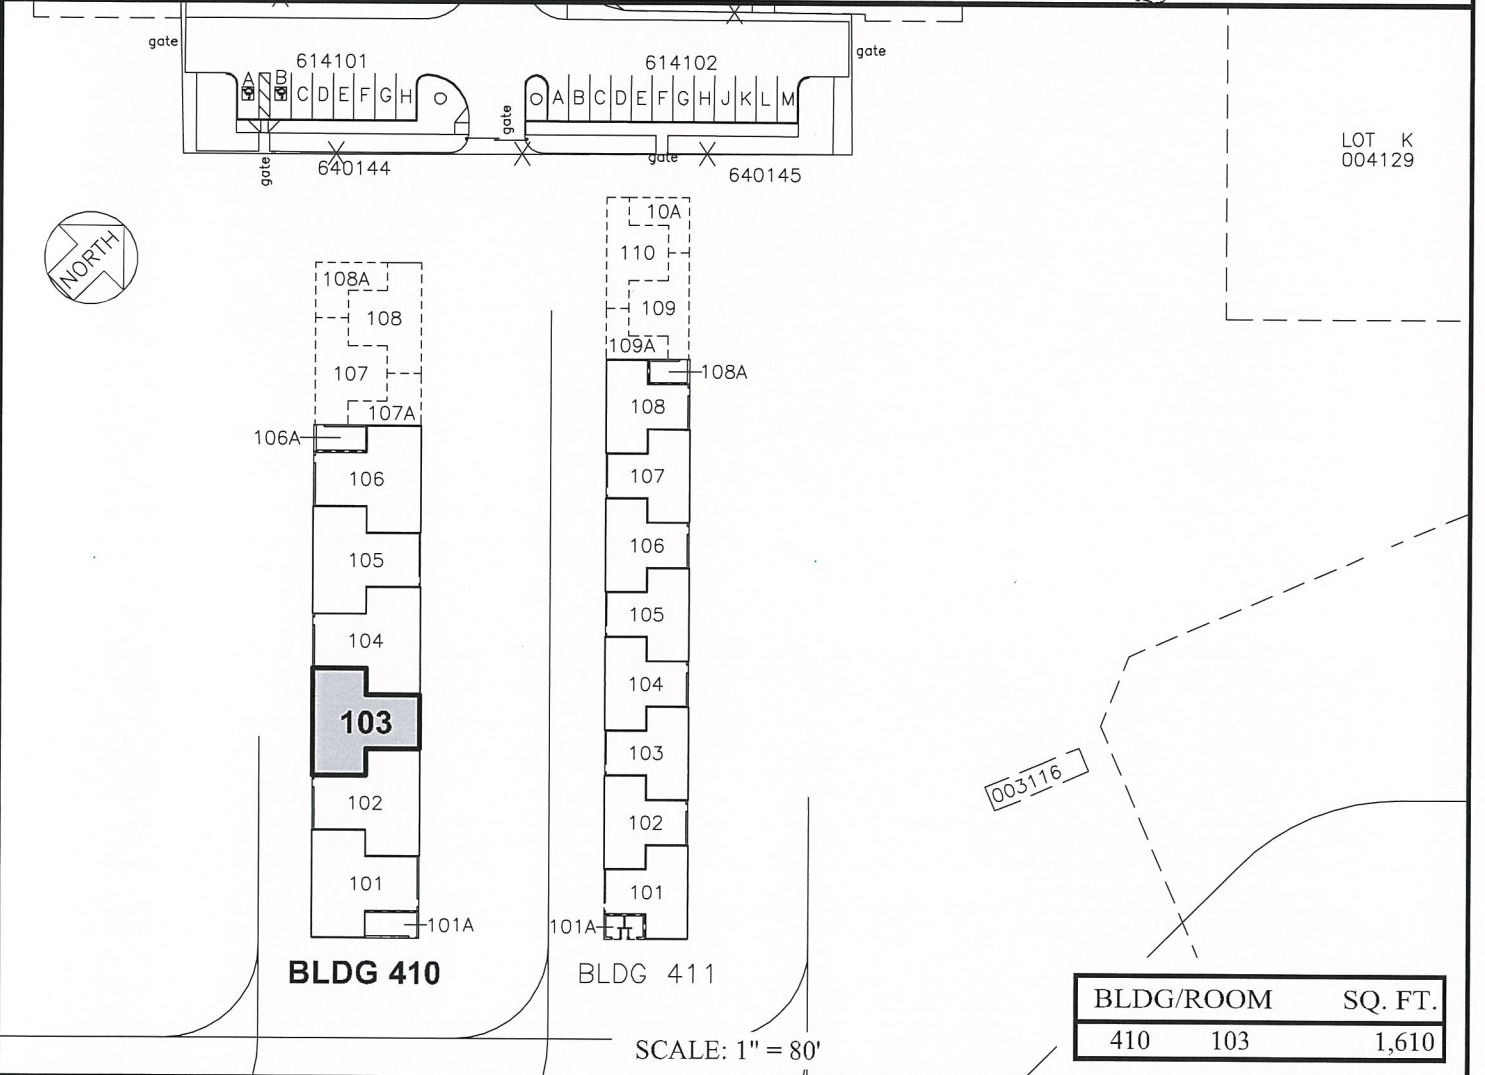 gate
gate
614101
614102
A
B C D E F G H
A B C D E F G H J K L M
gate
gate
gate
640144
640145
LOT K
004129
NORTH
108A
108
107
107A
106A
106
105
104
103
102
101
101A
BLDG 410
10A
110
109
109A
108A
108
107
106
105
104
103
102
101
101A
BLDG 411
003116
SCALE: 1" = 80'
BLDG/ROOM SQ. FT.
410 103 1,610